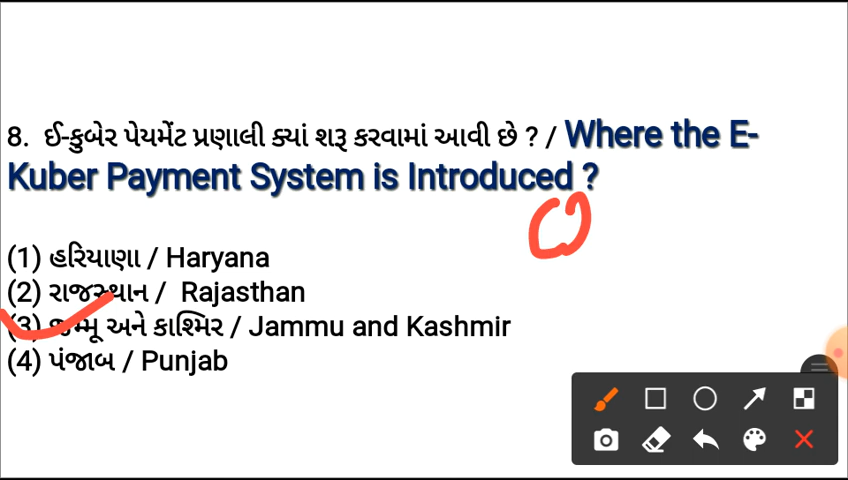 8. ઈ-કુબેર પેયમેંટ પ્રણાલી ક્યાં શરૂ કરવામાં આવી છે ? / Where the E-
Kuber Payment System is Introduced ?
(1) હરિયાણા / Haryana
(2) રાજસ્થાન / Rajasthan
(3) જમ્મૂ અને કાશ્મિર / Jammu and Kashmir
(4) પંજાબ / Punjab